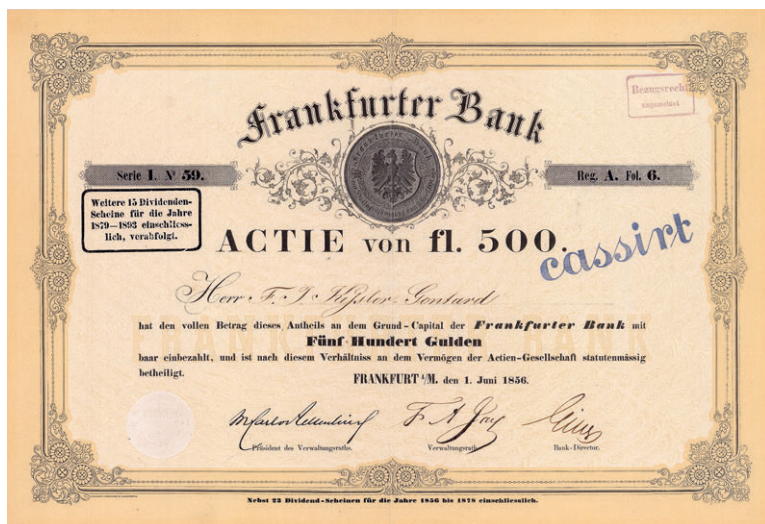 Frankfurter Bank
Bezugsrecht
Serie I. Nº 59.
Reg. A. Fol. 6.
Weitere 15 Dividenden-
Scheine für die Jahre
1879–1893 einschliess-
lich, verabfolgt.
ACTIE von fl. 500.
cassirt
Herr F. J. Kessler-Gontard
hat den vollen Betrag dieses Antheils an dem Grund-Capital der Frankfurter Bank mit
Fünf Hundert Gulden
baar einbezahlt, und ist nach diesem Verhältniss an dem Vermögen der Actien-Gesellschaft statutenmässig
betheiligt.
FRANKFURT a/M. den 1. Juni 1856.
Präsident des Verwaltungsraths.
Verwaltungsrath.
Bank-Director.
Nebst 23 Dividend-Scheinen für die Jahre 1856 bis 1878 einschliesslich.